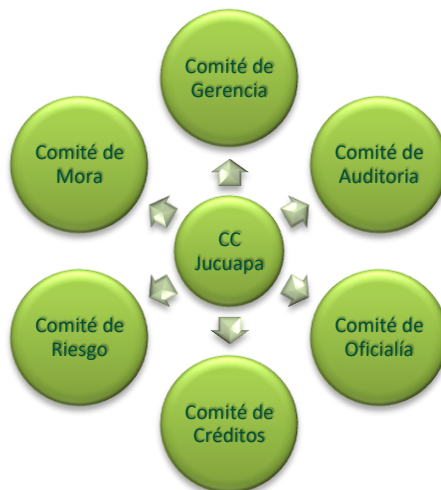 Comité de
Gerencia
Comité de
Mora
Comité de
Auditoria
CC
Jucuapa
Comité de
Riesgo
Comité de
Oficialía
Comité de
Créditos